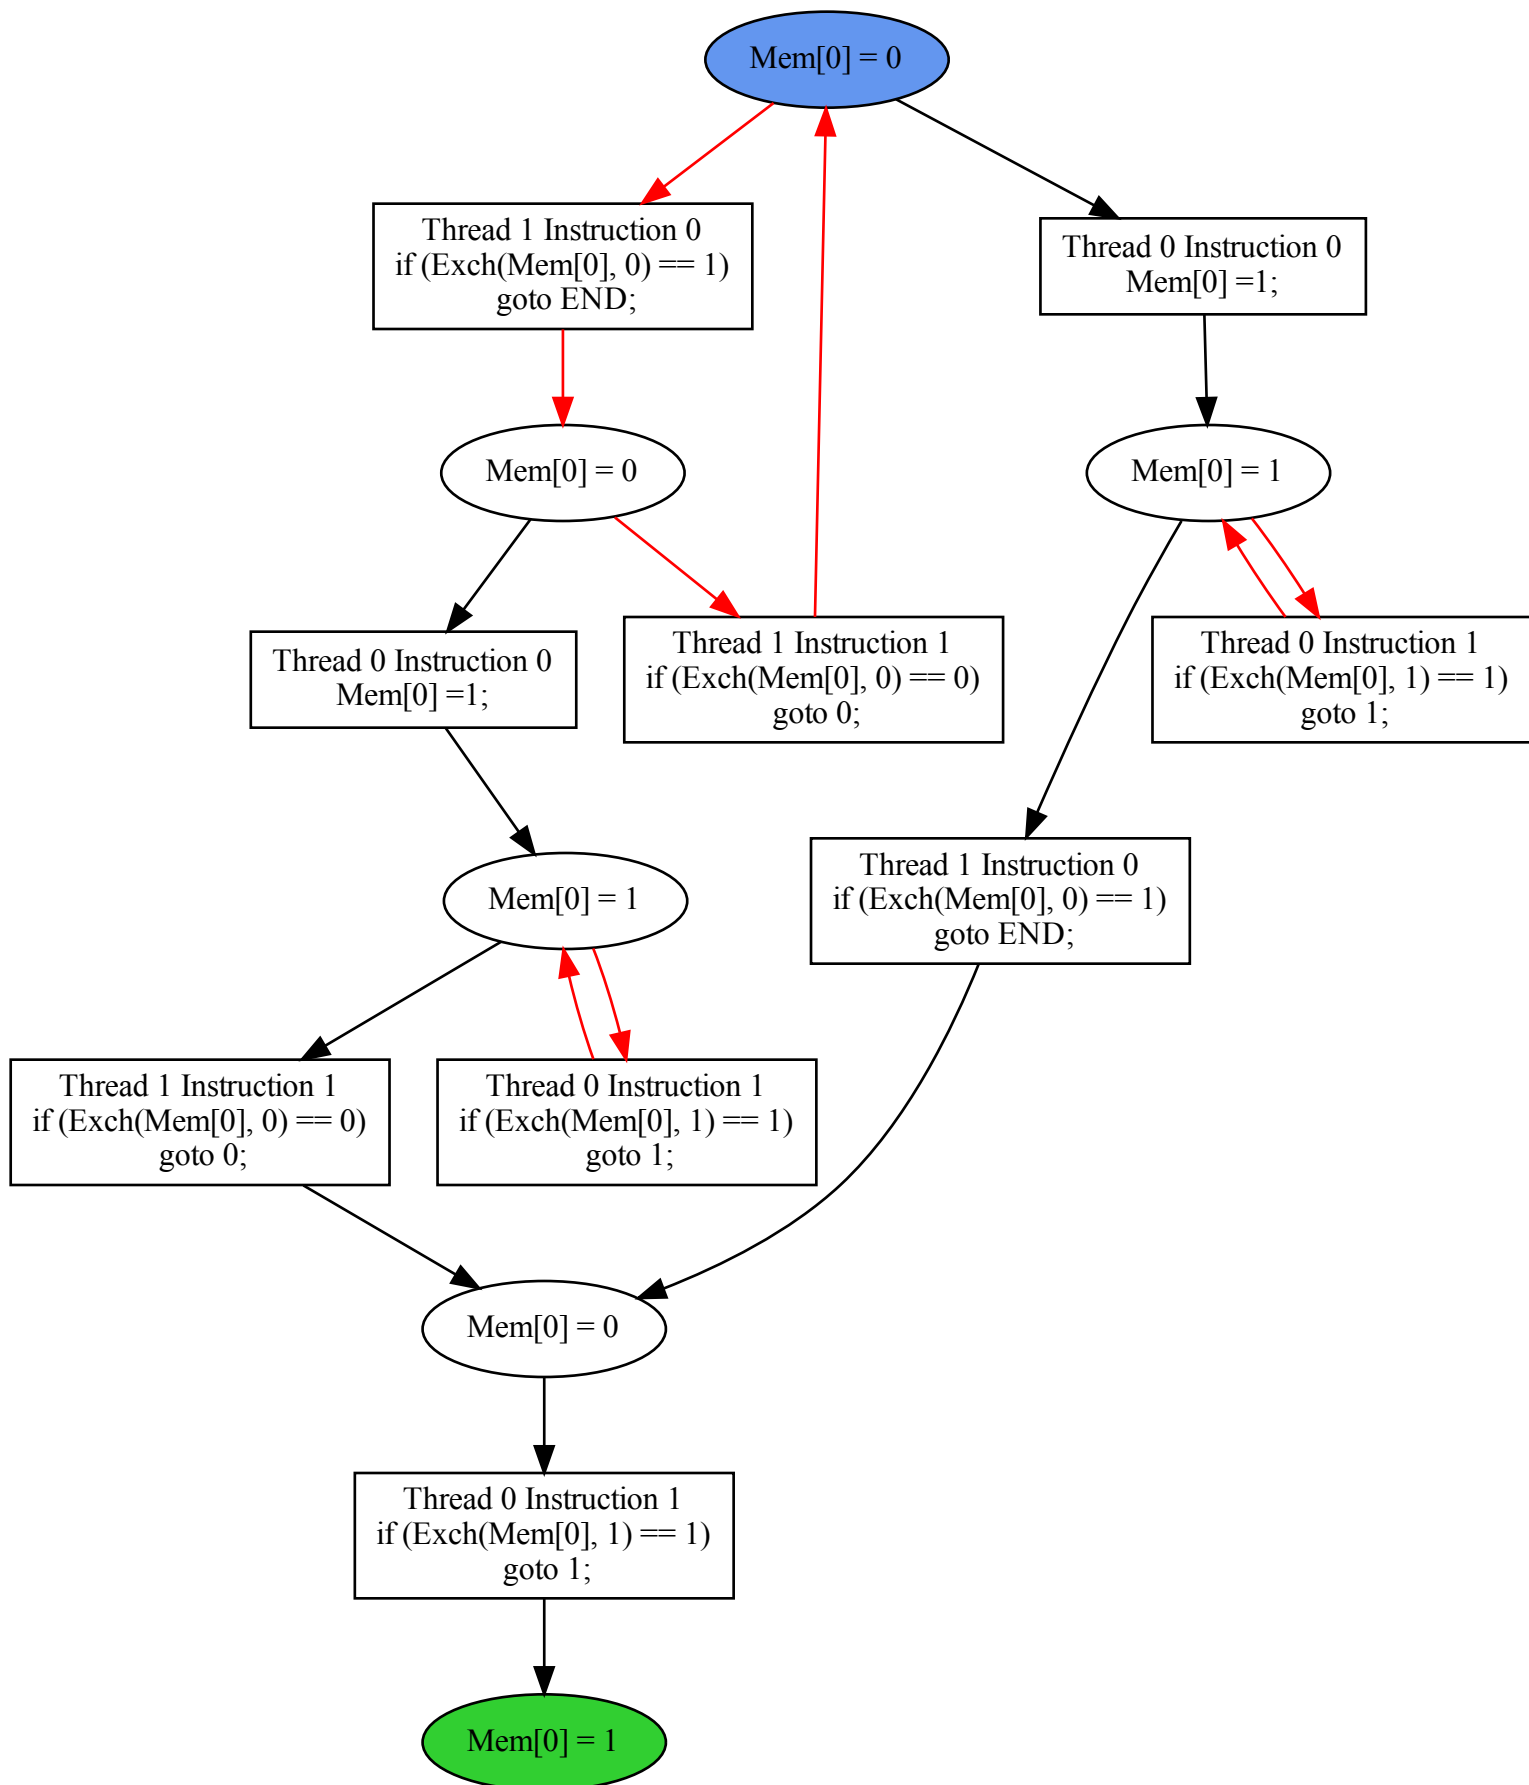 Mem[0] = 0
Thread 1 Instruction 0
if (Exch(Mem[0], 0) == 1)
goto END;
Thread 0 Instruction 0
Mem[0] =1;
Mem[0] = 0
Mem[0] = 1
Thread 0 Instruction 0
Mem[0] =1;
Thread 1 Instruction 1
if (Exch(Mem[0], 0) == 0)
goto 0;
Thread 0 Instruction 1
if (Exch(Mem[0], 1) == 1)
goto 1;
Mem[0] = 1
Thread 1 Instruction 0
if (Exch(Mem[0], 0) == 1)
goto END;
Thread 1 Instruction 1
if (Exch(Mem[0], 0) == 0)
goto 0;
Thread 0 Instruction 1
if (Exch(Mem[0], 1) == 1)
goto 1;
Mem[0] = 0
Thread 0 Instruction 1
if (Exch(Mem[0], 1) == 1)
goto 1;
Mem[0] = 1